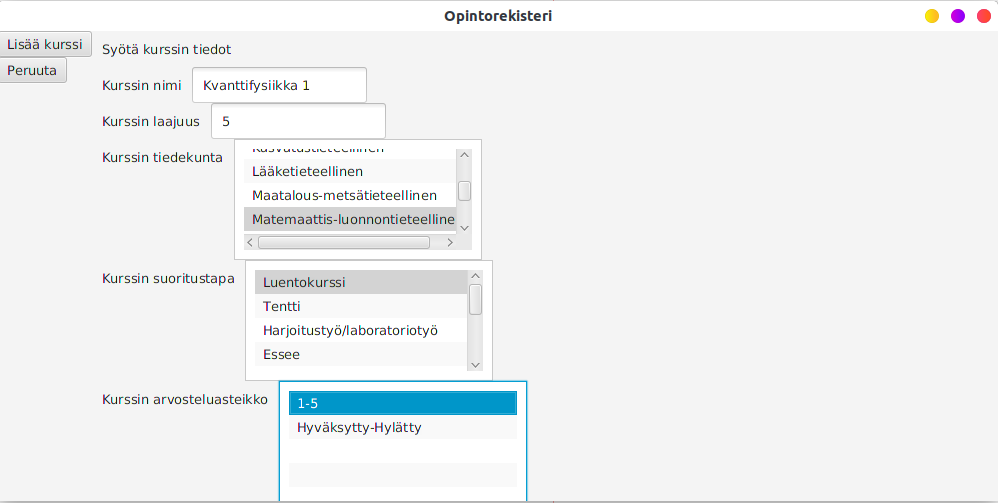 Opintorekisteri
Lisää kurssi
Peruuta
Syötä kurssin tiedot
Kurssin nimi Kvanttifysiikka 1
Kurssin laajuus 5
Kurssin tiedekunta
Kasvatustieteellinen
Lääketieteellinen
Maatalous-metsätieteellinen
Matemaattis-luonnontieteelline
Kurssin suoritustapa
Luentokurssi
Tentti
Harjoitustyö/laboratoriotyö
Essee
Kurssin arvosteluasteikko
1-5
Hyväksytty-Hylätty